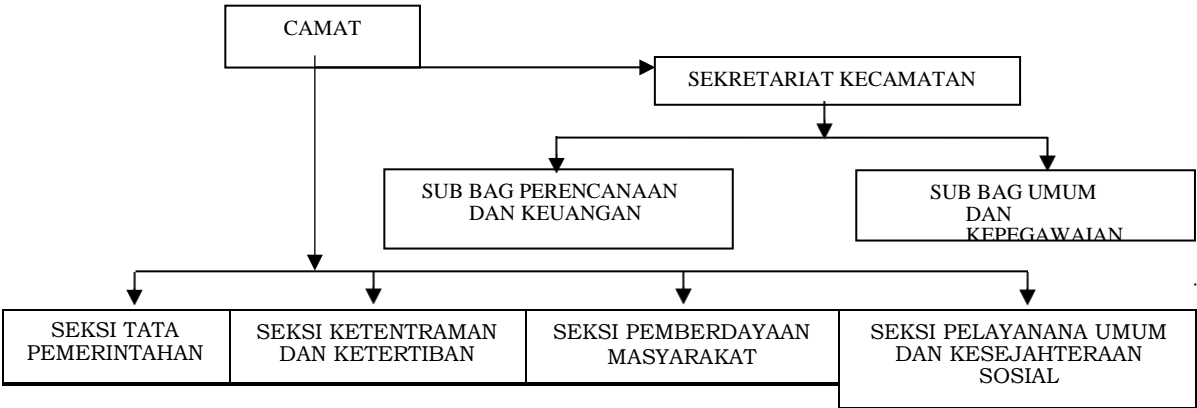 CAMAT
SEKRETARIAT KECAMATAN
SUB BAG PERENCANAAN
DAN KEUANGAN
SUB BAG UMUM
DAN
KEPEGAWAIAN
SEKSI TATA
PEMERINTAHAN
SEKSI KETENTRAMAN
DAN KETERTIBAN
SEKSI PEMBERDAYAAN
MASYARAKAT
SEKSI PELAYANANA UMUM
DAN KESEJAHTERAAN
SOSIAL
.